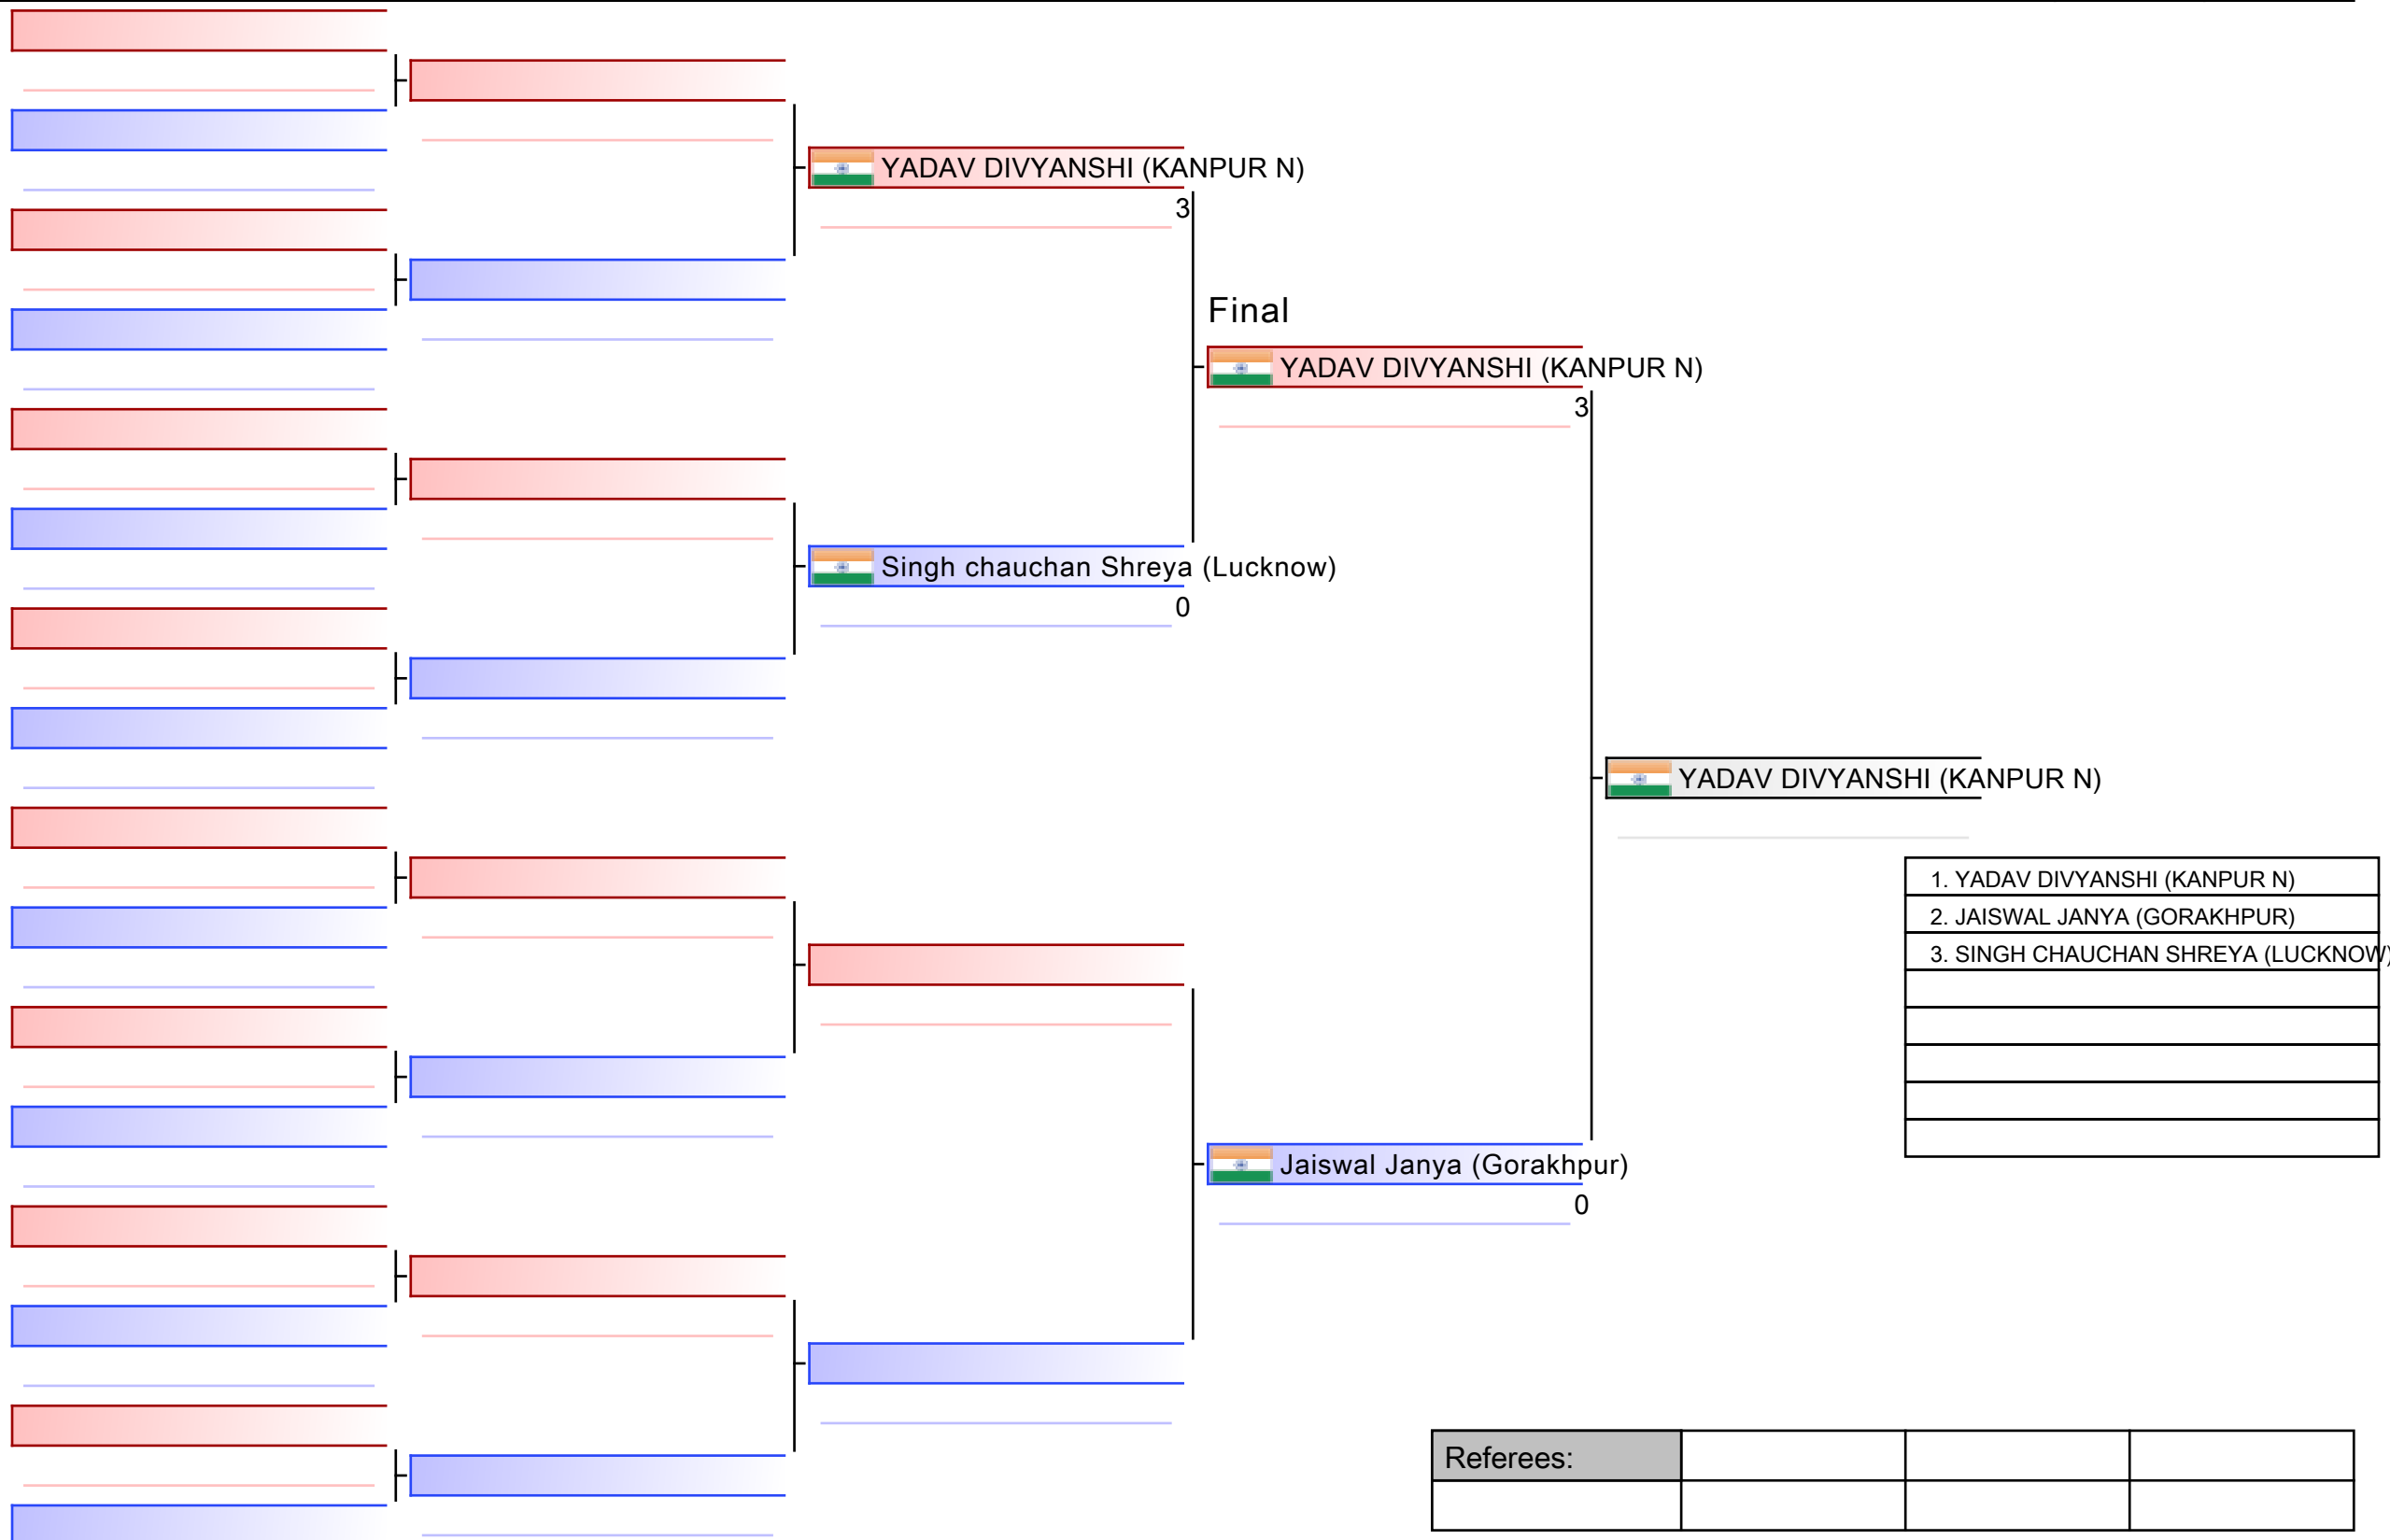 YADAV DIVYANSHI (KANPUR N)
3
Final
YADAV DIVYANSHI (KANPUR N)
3
Singh chauchan Shreya (Lucknow)
0
YADAV DIVYANSHI (KANPUR N)
1. YADAV DIVYANSHI (KANPUR N)
2. JAISWAL JANYA (GORAKHPUR)
3. SINGH CHAUCHAN SHREYA (LUCKNOW)
Jaiswal Janya (Gorakhpur)
0
Referees: